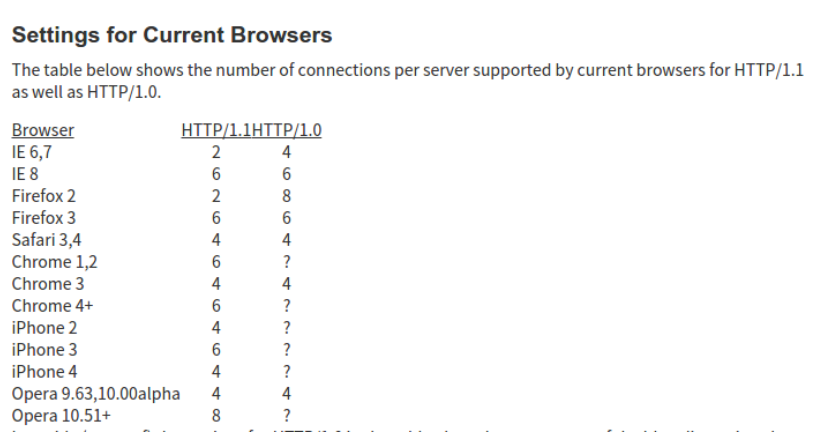 Settings for Current Browsers
The table below shows the number of connections per server supported by current browsers for HTTP/1.1
as well as HTTP/1.0.
Browser HTTP/1.1HTTP/1.0
IE 6,7 2 4
IE 8 6 6
Firefox 2 2 8
Firefox 3 6 6
Safari 3,4 4 4
Chrome 1,2 6 ?
Chrome 3 4 4
Chrome 4+ 6 ?
iPhone 2 4 ?
iPhone 3 6 ?
iPhone 4 4 ?
Opera 9.63,10.00alpha 4 4
Opera 10.51+ 8 ?